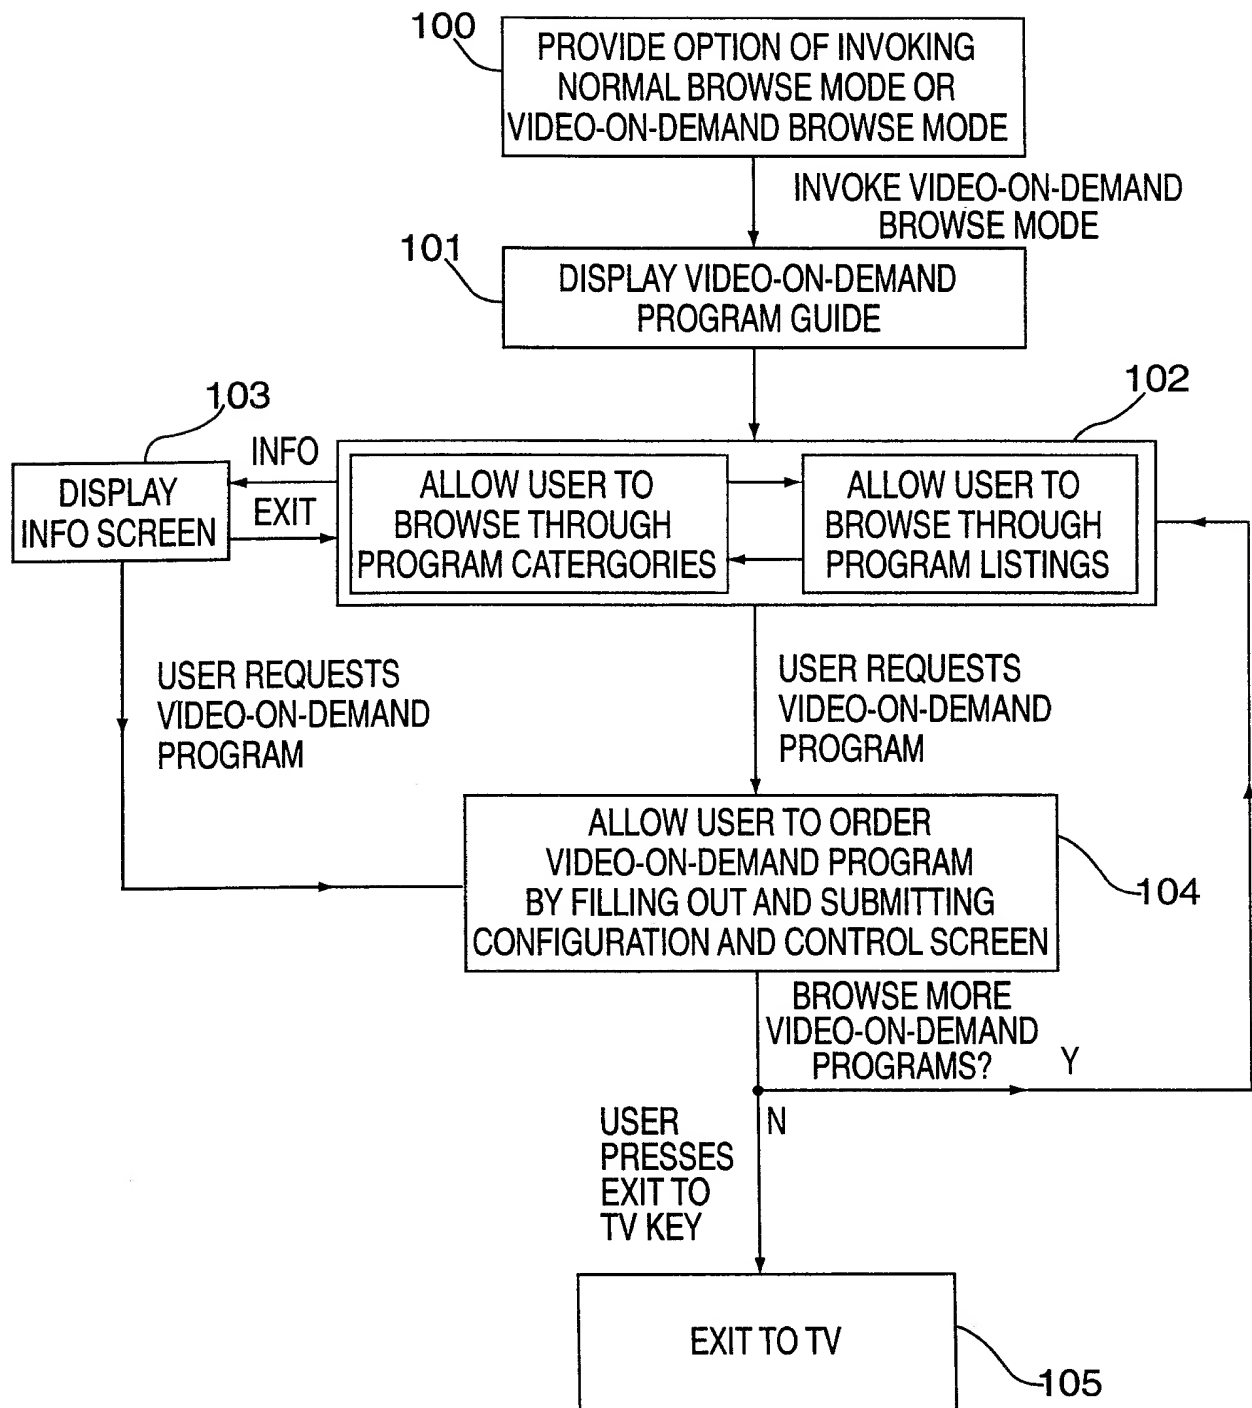 100
PROVIDE OPTION OF INVOKING
NORMAL BROWSE MODE OR
VIDEO-ON-DEMAND BROWSE MODE
INVOKE VIDEO-ON-DEMAND
BROWSE MODE
101
DISPLAY VIDEO-ON-DEMAND
PROGRAM GUIDE
102
103
INFO
EXIT
DISPLAY
INFO SCREEN
ALLOW USER TO
BROWSE THROUGH
PROGRAM CATERGORIES
ALLOW USER TO
BROWSE THROUGH
PROGRAM LISTINGS
USER REQUESTS
VIDEO-ON-DEMAND
PROGRAM
USER REQUESTS
VIDEO-ON-DEMAND
PROGRAM
ALLOW USER TO ORDER
VIDEO-ON-DEMAND PROGRAM
BY FILLING OUT AND SUBMITTING
CONFIGURATION AND CONTROL SCREEN
104
BROWSE MORE
VIDEO-ON-DEMAND
PROGRAMS?
Y
N
USER
PRESSES
EXIT TO
TV KEY
EXIT TO TV
105